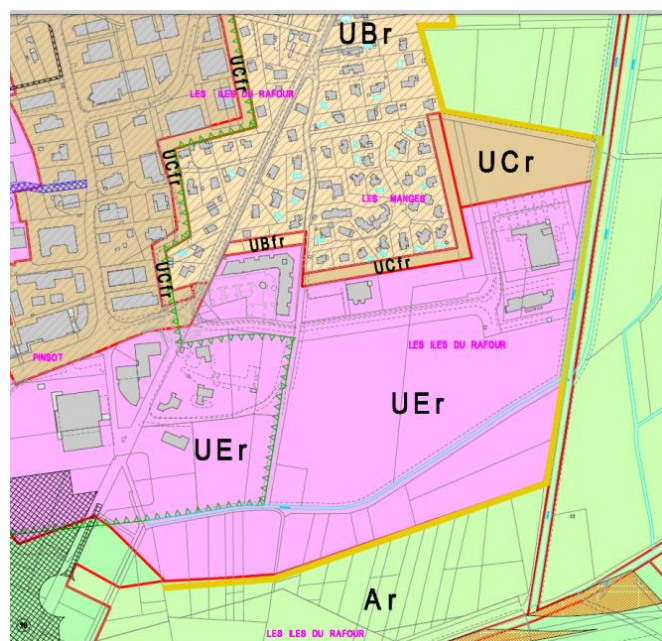 UBr
UCfr
LES ILES DU RAFOUR
UCfr
UCr
LES MANGES
UBfr
UCfr
UCfr
PINSOT
LES ILES DU RAFOUR
UEr
UEr
Ar
LES ILES DU RAFOUR